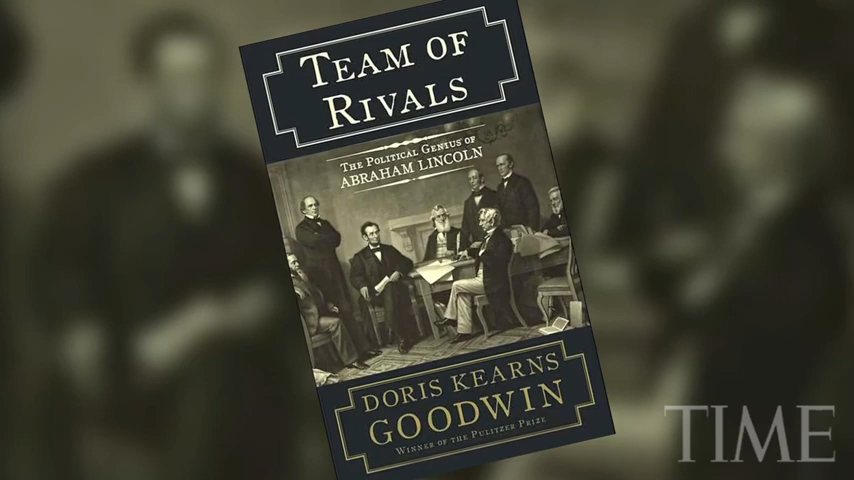 TEAM OF
RIVALS
THE POLITICAL GENIUS OF
ABRAHAM LINCOLN
DORIS KEARNS
GOODWIN
WINNER OF THE PULITZER PRIZE
TIME